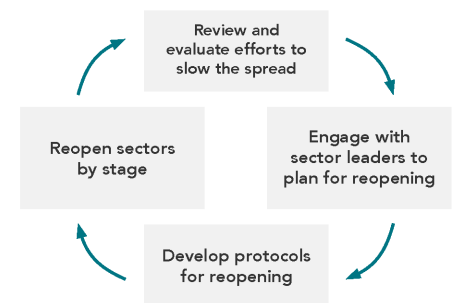 Review and
evaluate efforts to
slow the spread
Engage with
sector leaders to
plan for reopening
Develop protocols
for reopening
Reopen sectors
by stage